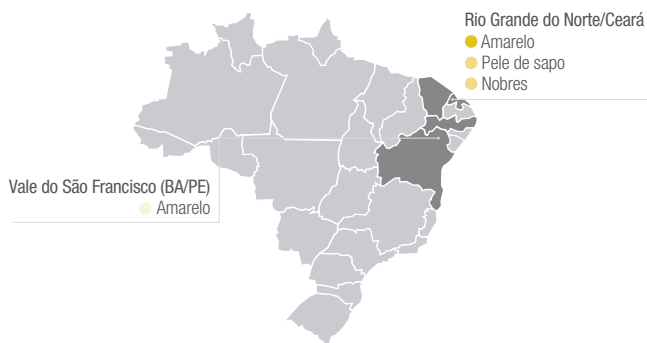 Rio Grande do Norte/Ceará
Amarelo
Pele de sapo
Nobres
Vale do São Francisco (BA/PE)
Amarelo